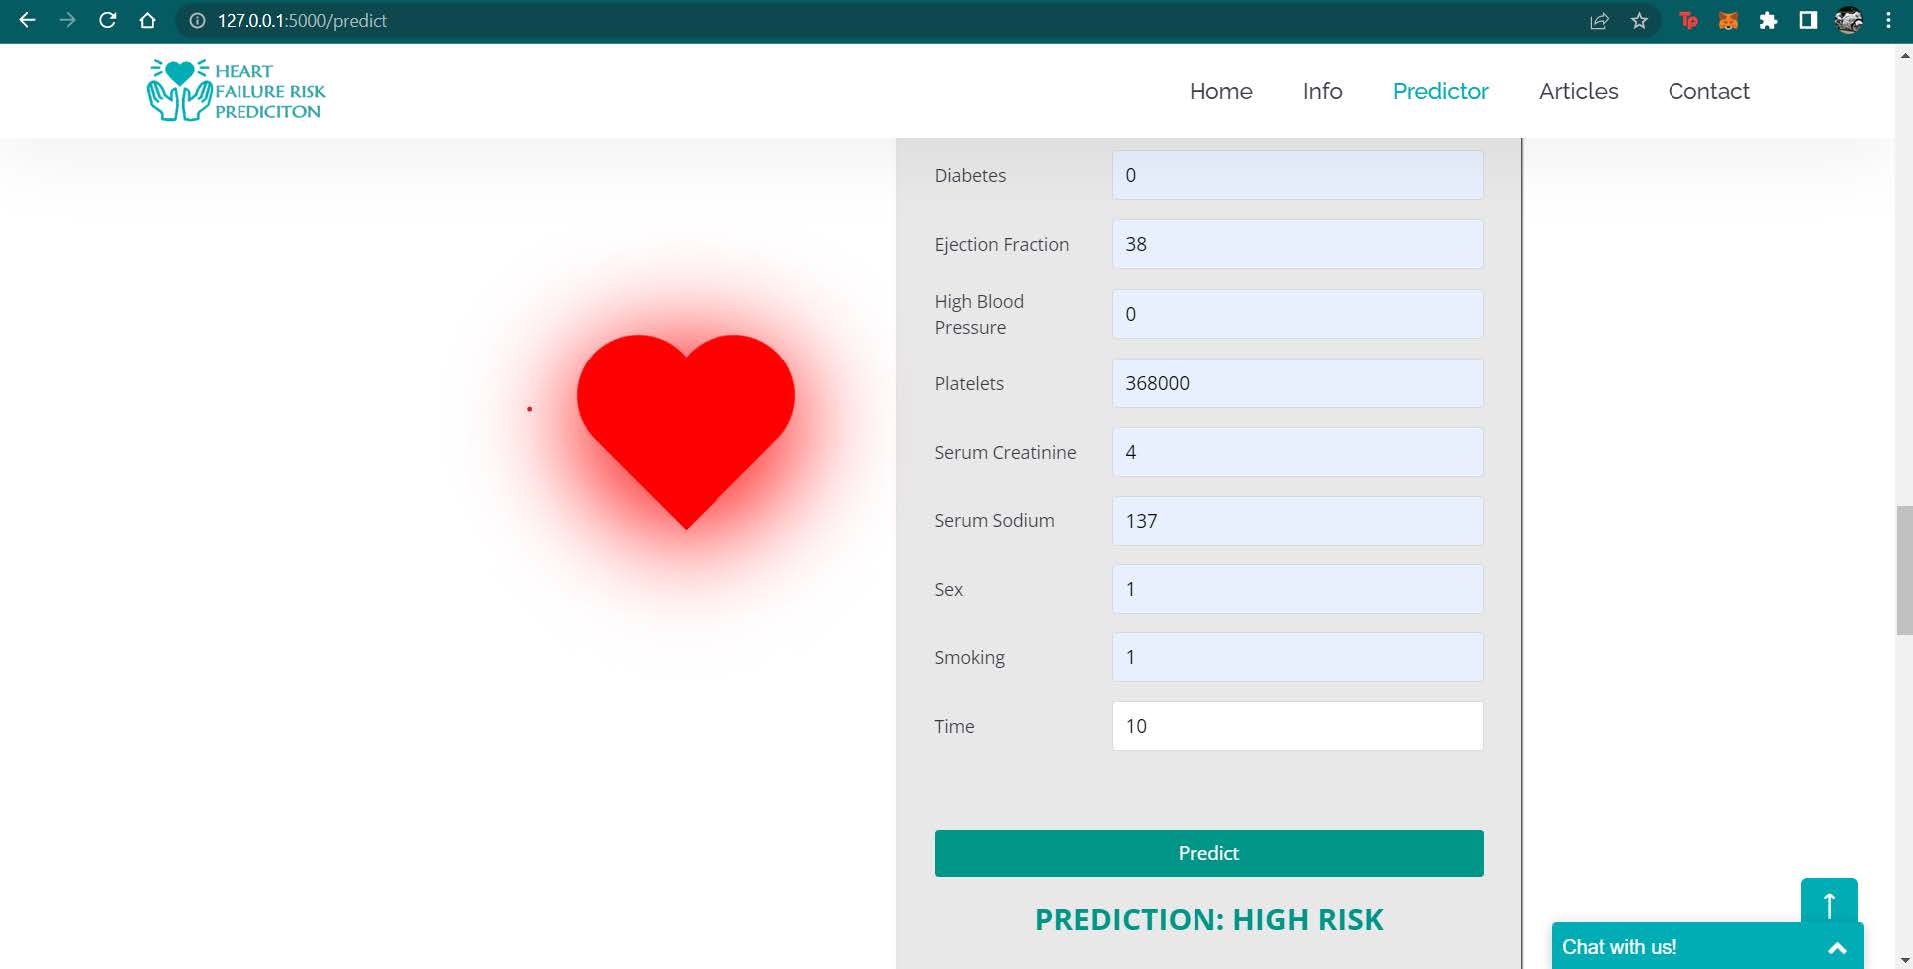 127.0.0.1:5000/predict
HEART
FAILURE RISK
PREDICITON
Home Info Predictor Articles Contact
Diabetes 0
Ejection Fraction 38
High Blood
Pressure 0
Platelets 368000
Serum Creatinine 4
Serum Sodium 137
Sex 1
Smoking 1
Time 10
Predict
PREDICTION: HIGH RISK
Chat with us!